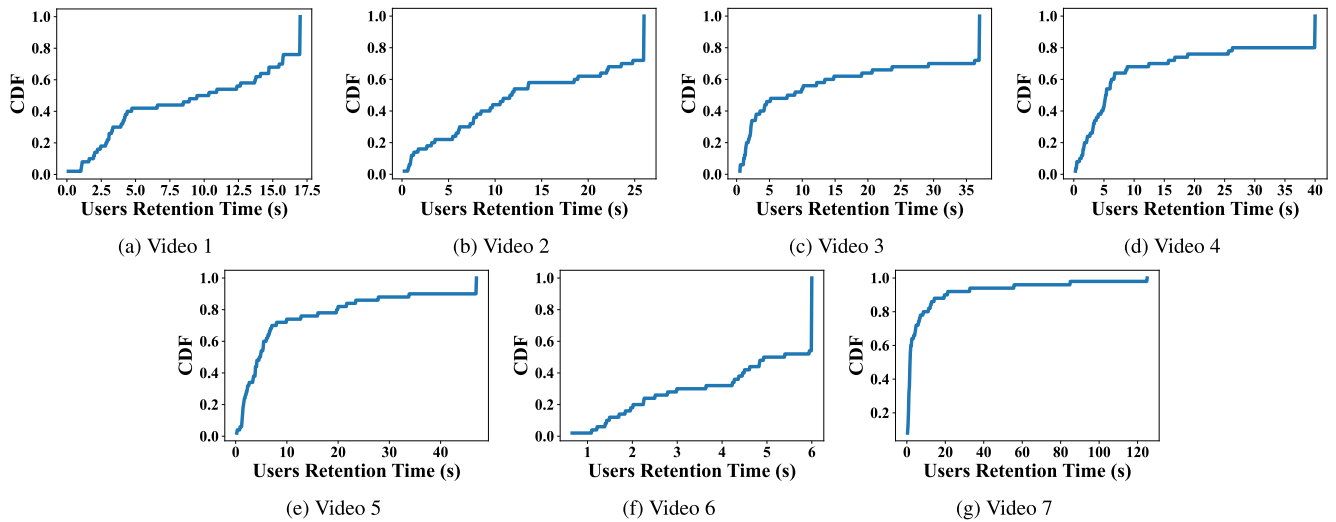 CDF
1.0
0.8
0.6
0.4
0.2
0.0
0.0 2.5 5.0 7.5 10.0 12.5 15.0 17.5
Users Retention Time (s)
(a) Video 1
CDF
1.0
0.8
0.6
0.4
0.2
0.0
0 5 10 15 20 25
Users Retention Time (s)
(b) Video 2
CDF
1.0
0.8
0.6
0.4
0.2
0.0
0 5 10 15 20 25 30 35
Users Retention Time (s)
(c) Video 3
CDF
1.0
0.8
0.6
0.4
0.2
0.0
0 5 10 15 20 25 30 35 40
Users Retention Time (s)
(d) Video 4
CDF
1.0
0.8
0.6
0.4
0.2
0.0
0 10 20 30 40
Users Retention Time (s)
(e) Video 5
CDF
1.0
0.8
0.6
0.4
0.2
0.0
1 2 3 4 5 6
Users Retention Time (s)
(f) Video 6
CDF
1.0
0.8
0.6
0.4
0.2
0 20 40 60 80 100 120
Users Retention Time (s)
(g) Video 7